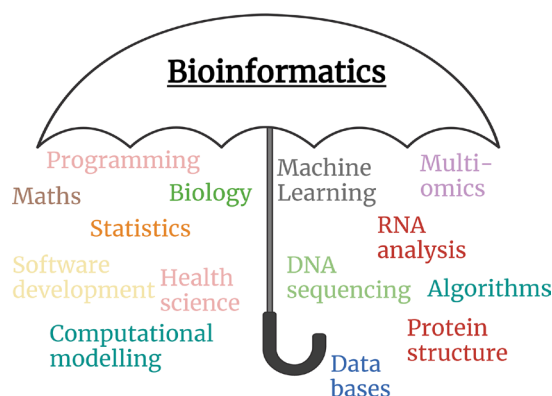 Bioinformatics
Programming
Machine
Learning
Multi-
omics
Maths
Biology
Statistics
RNA
analysis
Software
development
Health
science
DNA
sequencing
Algorithms
Computational
modelling
Protein
structure
Data
bases